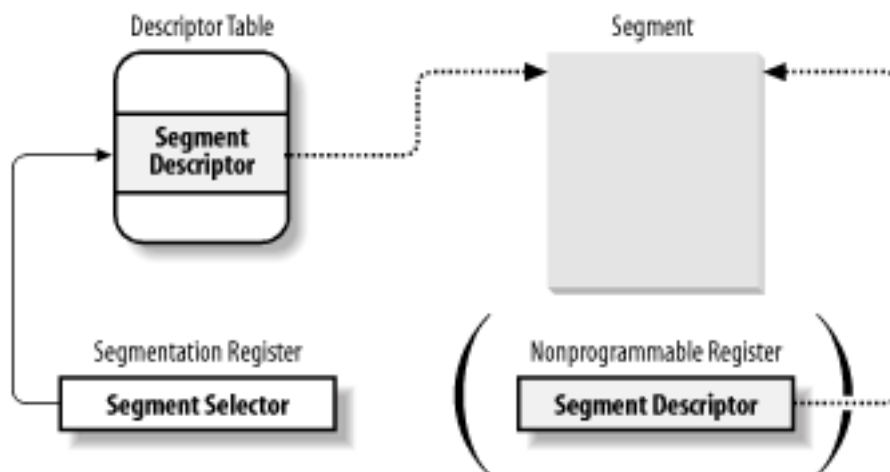 Descriptor Table
Segment
Segment
Descriptor
Segmentation Register
Nonprogrammable Register
Segment Selector
Segment Descriptor